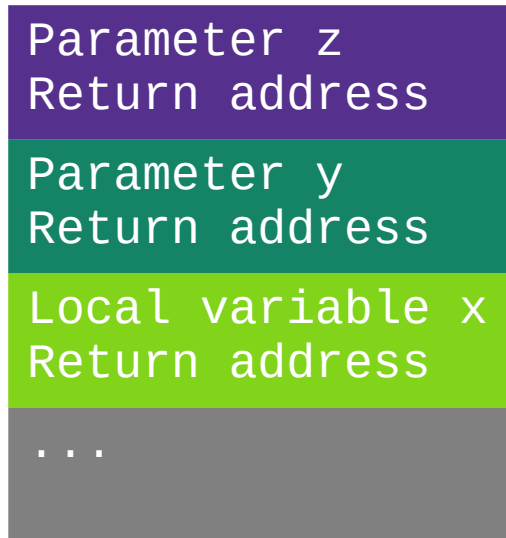 Parameter z
Return address
Parameter y
Return address
Local variable x
Return address
...